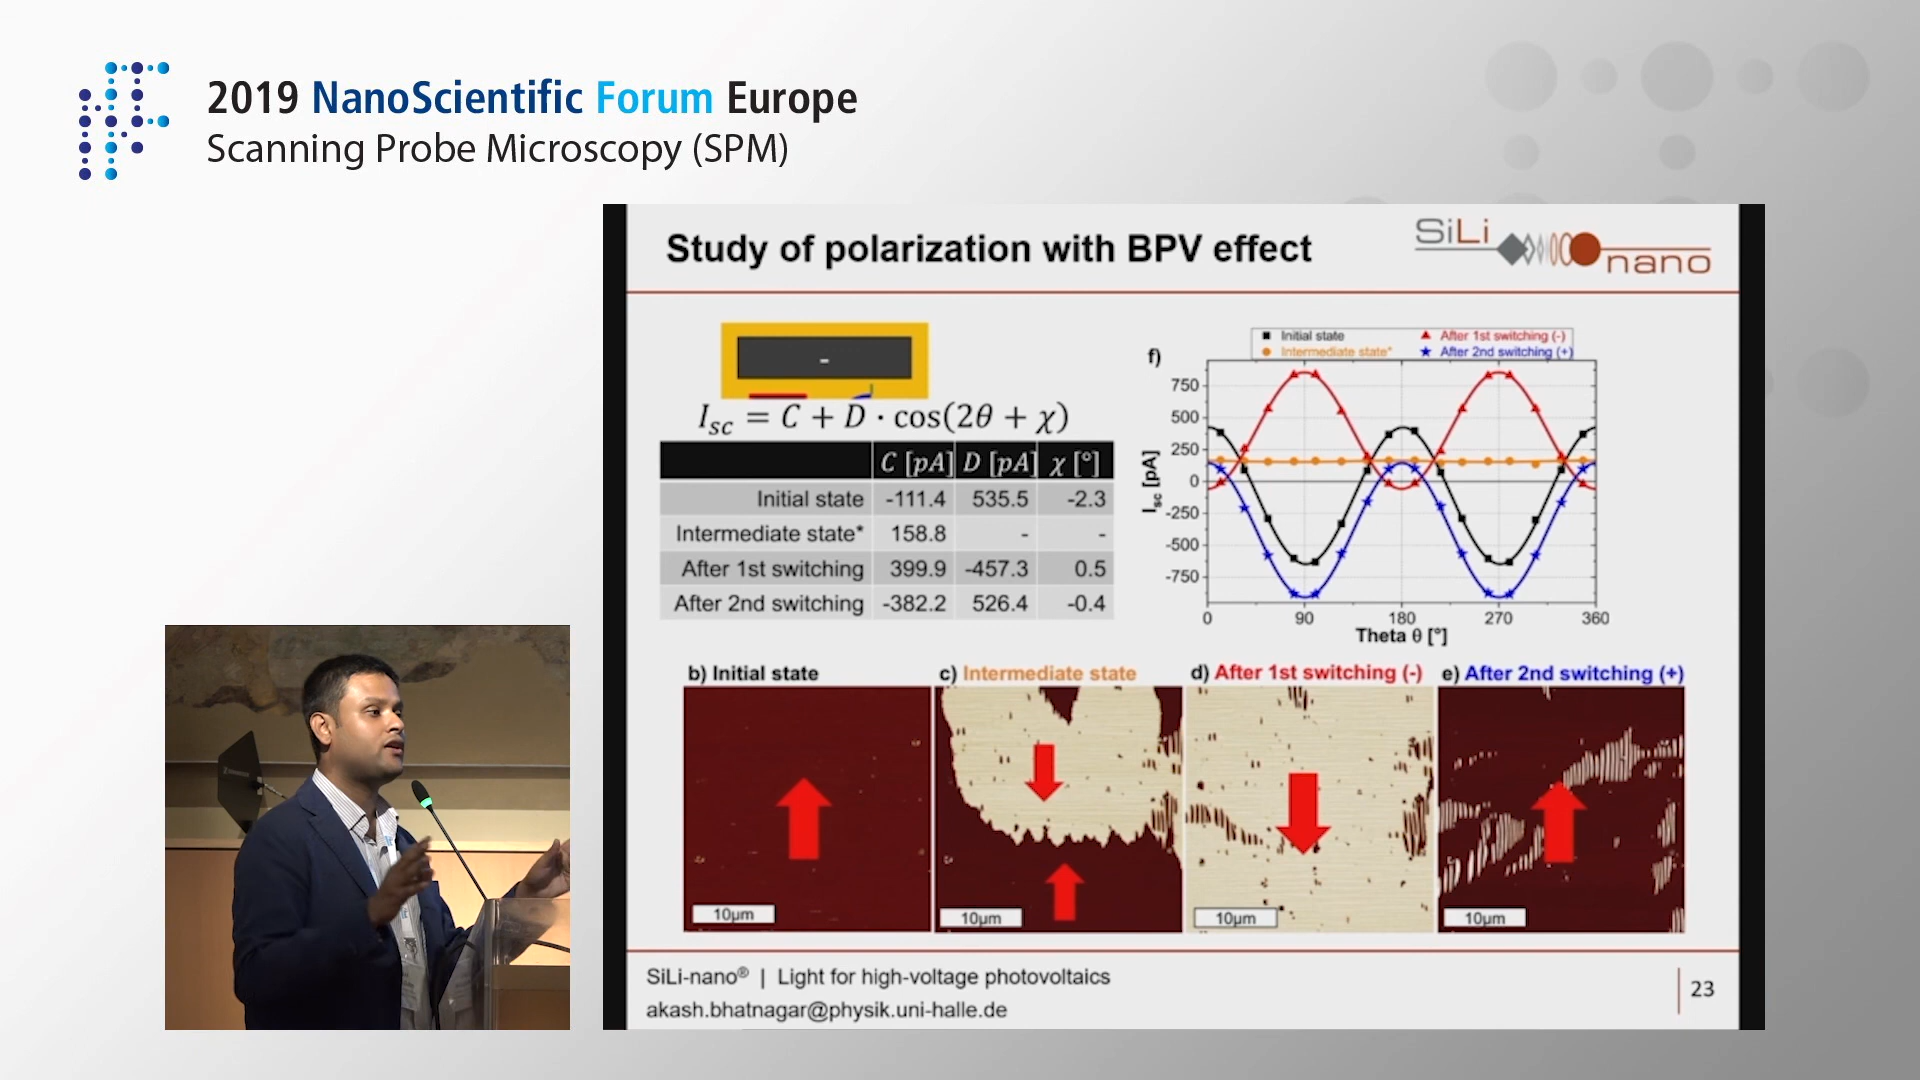 2019 NanoScientific Forum Europe
Scanning Probe Microscopy (SPM)
Study of polarization with BPV effect
SiLi nano
-
I_sc = C + D · cos(2θ + χ)
C [pA] D [pA] χ [°]
Initial state -111.4 535.5 -2.3
Intermediate state* 158.8 - -
After 1st switching 399.9 -457.3 0.5
After 2nd switching -382.2 526.4 -0.4
f)
Initial state After 1st switching (-)
Intermediate state* After 2nd switching (+)
750
500
250
0
-250
-500
-750
I_sc [pA]
0 90 180 270 360
Theta θ [°]
b) Initial state
c) Intermediate state
d) After 1st switching (-)
e) After 2nd switching (+)
10µm
10µm
10µm
10µm
SiLi-nano® | Light for high-voltage photovoltaics
akash.bhatnagar@physik.uni-halle.de
23